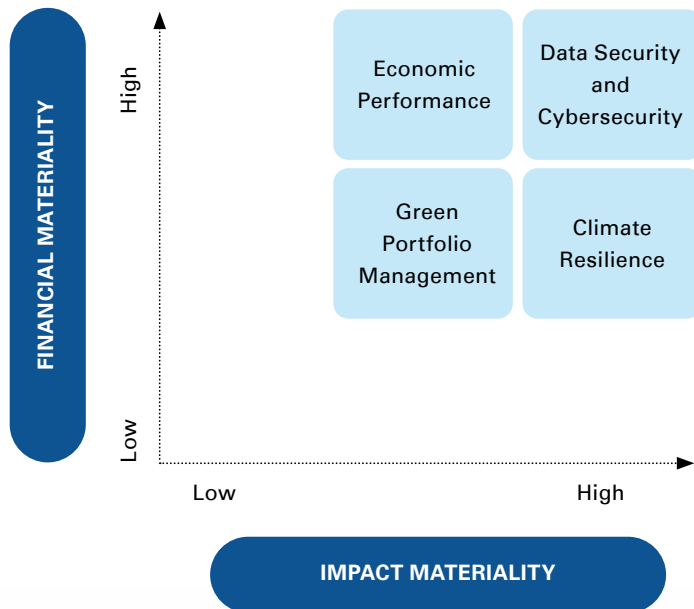 FINANCIAL MATERIALITY
High
Low
Economic
Performance
Data Security
and
Cybersecurity
Green
Portfolio
Management
Climate
Resilience
Low
High
IMPACT MATERIALITY